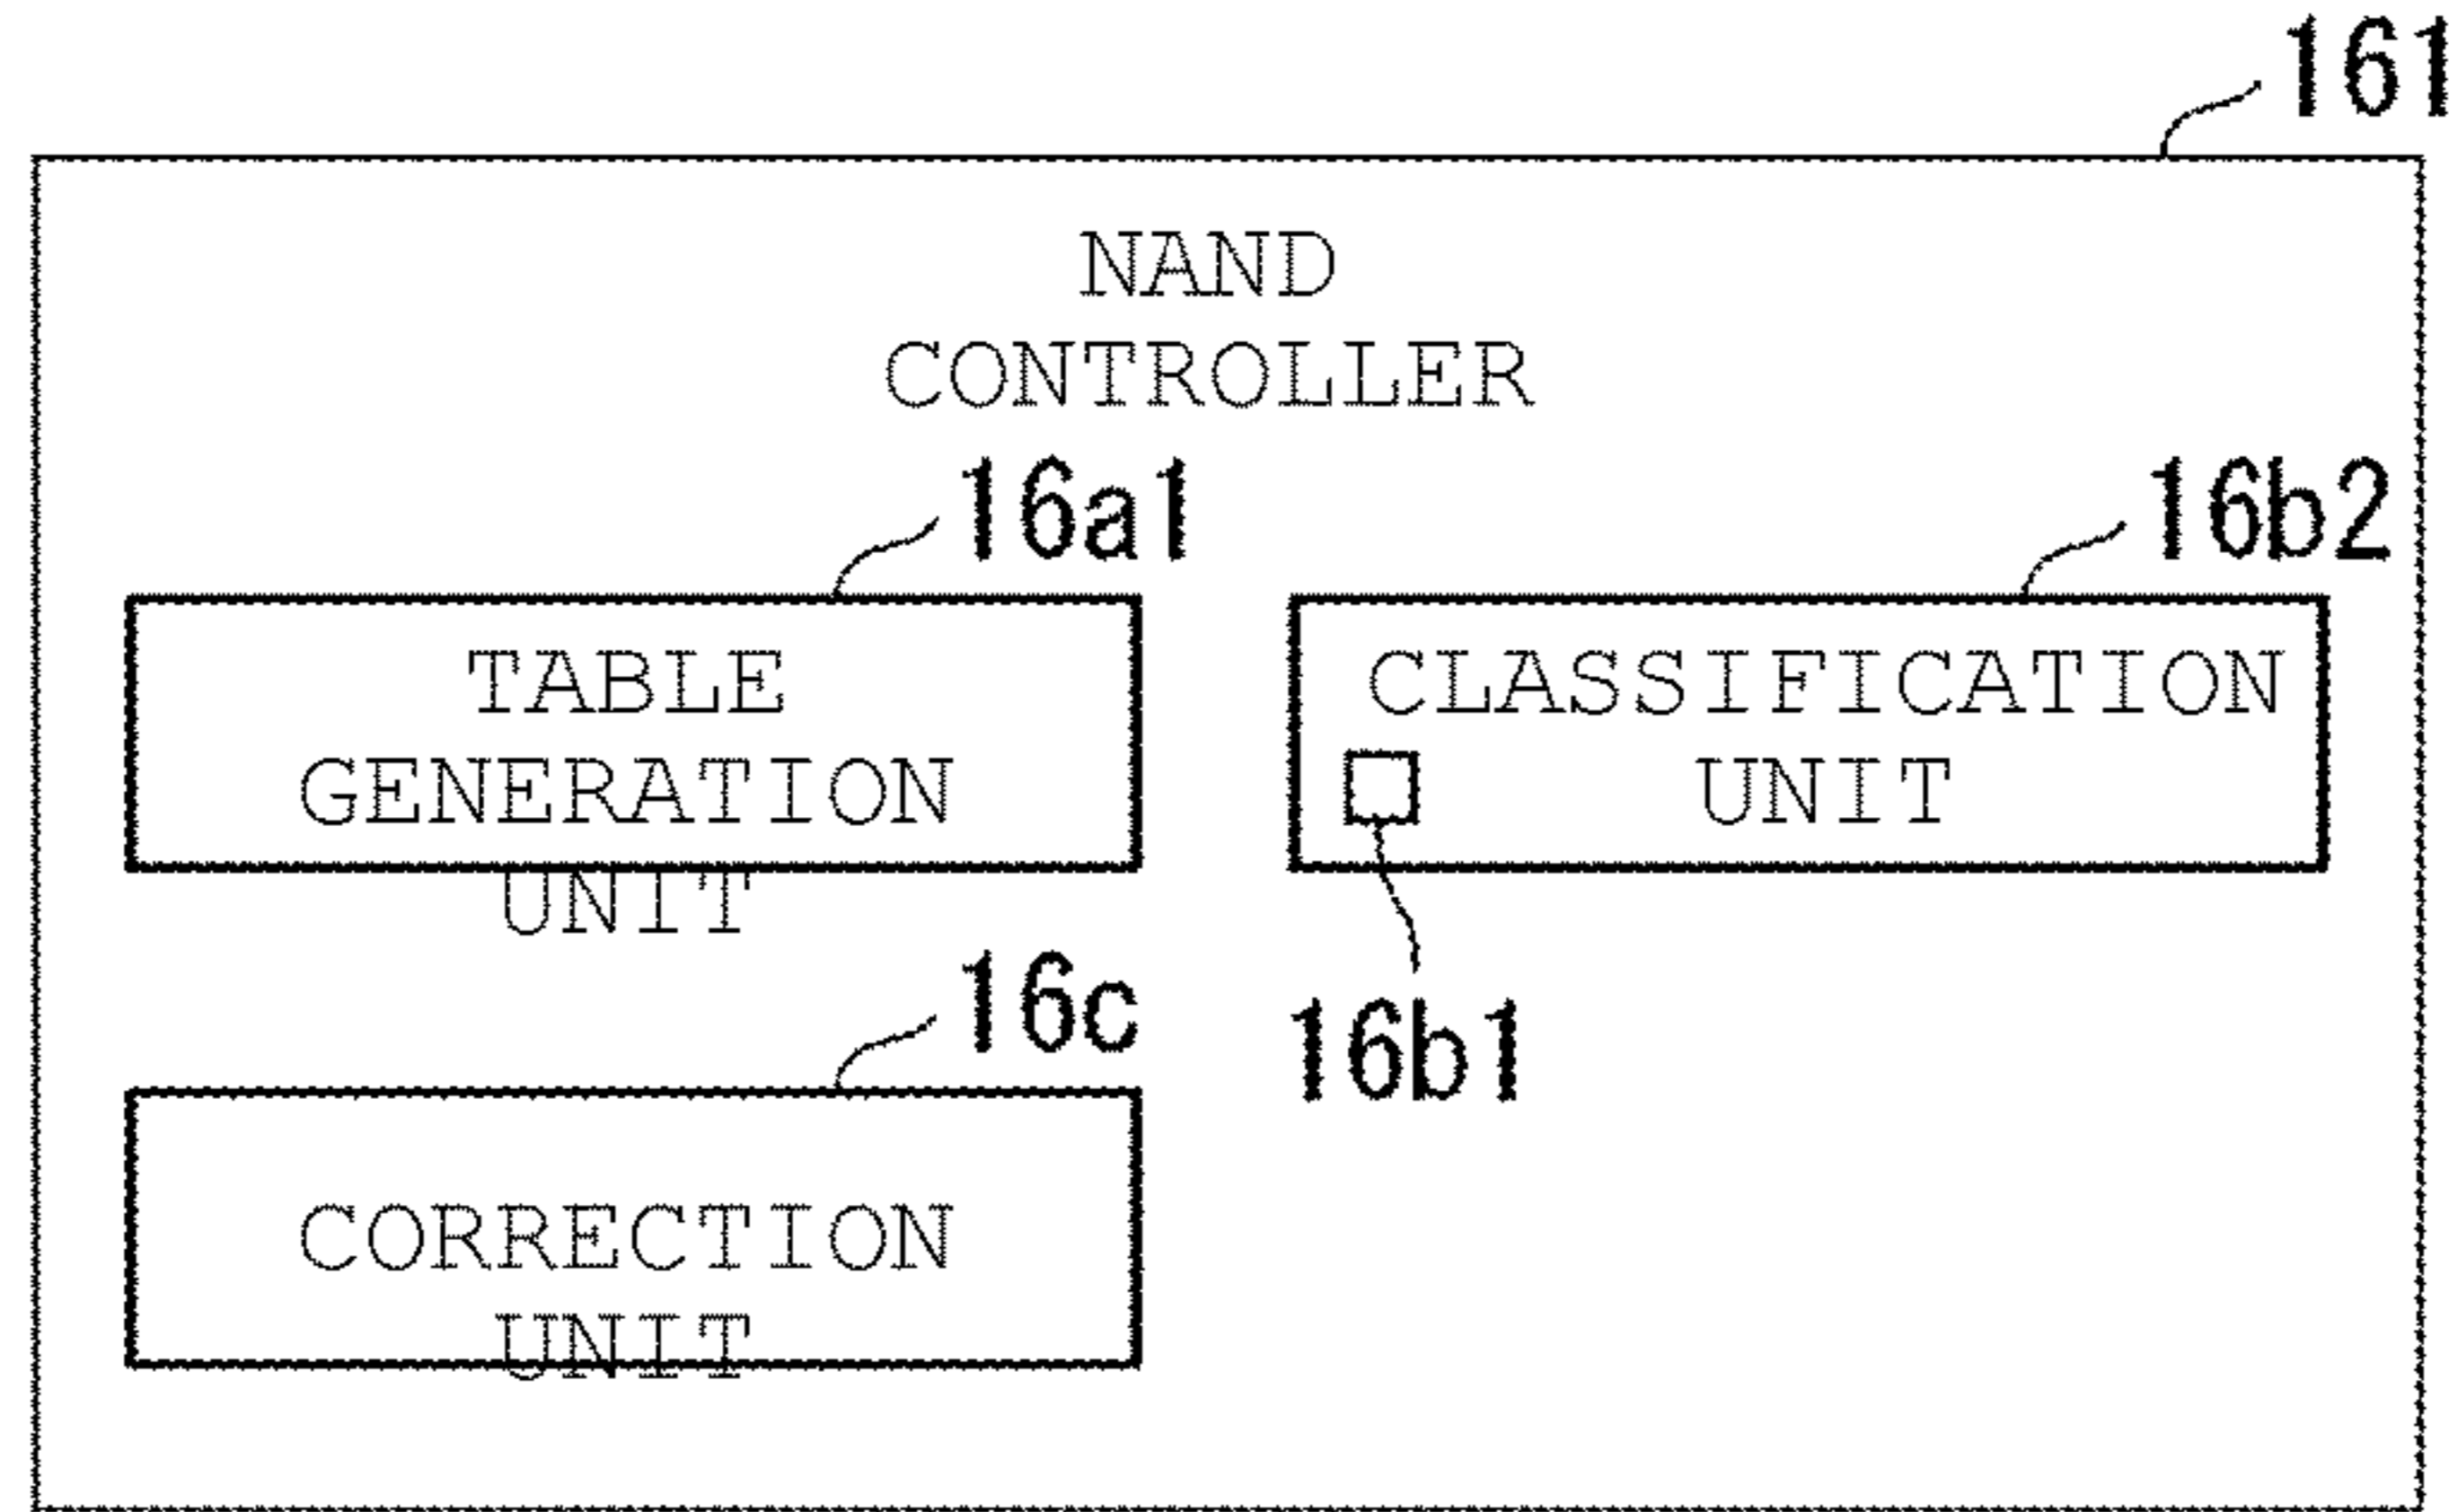 161
NAND
CONTROLLER
16a1
16b2
TABLE
GENERATION
UNIT
CLASSIFICATION
UNIT
16c
16b1
CORRECTION
UNIT